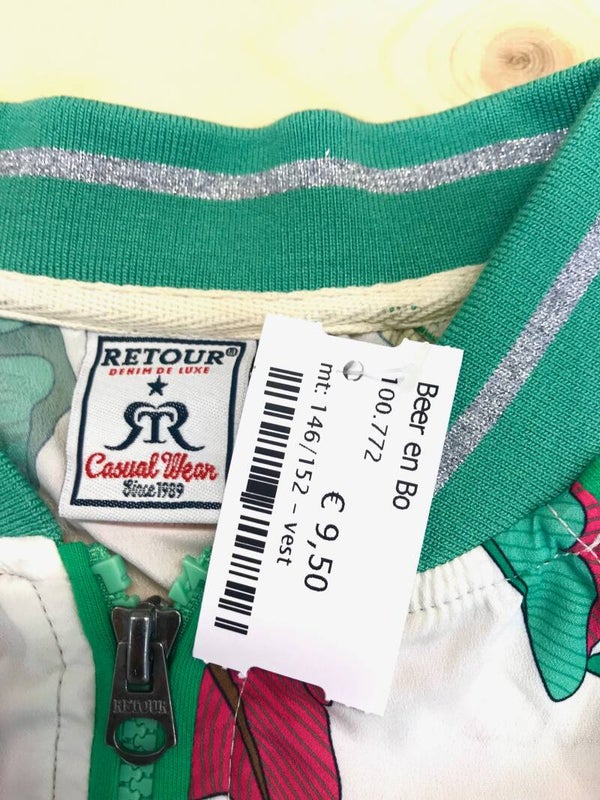 RETOUR®
DENIM DE LUXE
Casual Wear
Since 1989
Beer en Bo
100.772
€ 9,50
mt: 146/152 - Vest
RETOUR